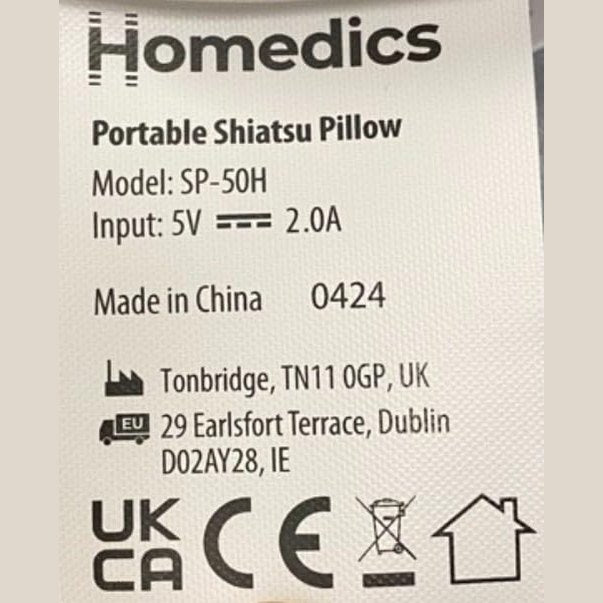 Homedics
Portable Shiatsu Pillow
Model: SP-50H
Input: 5V ⎓ 2.0A
Made in China 0424
Tonbridge, TN11 0GP, UK
EU 29 Earlsfort Terrace, Dublin
D02AY28, IE
UK
CA CE